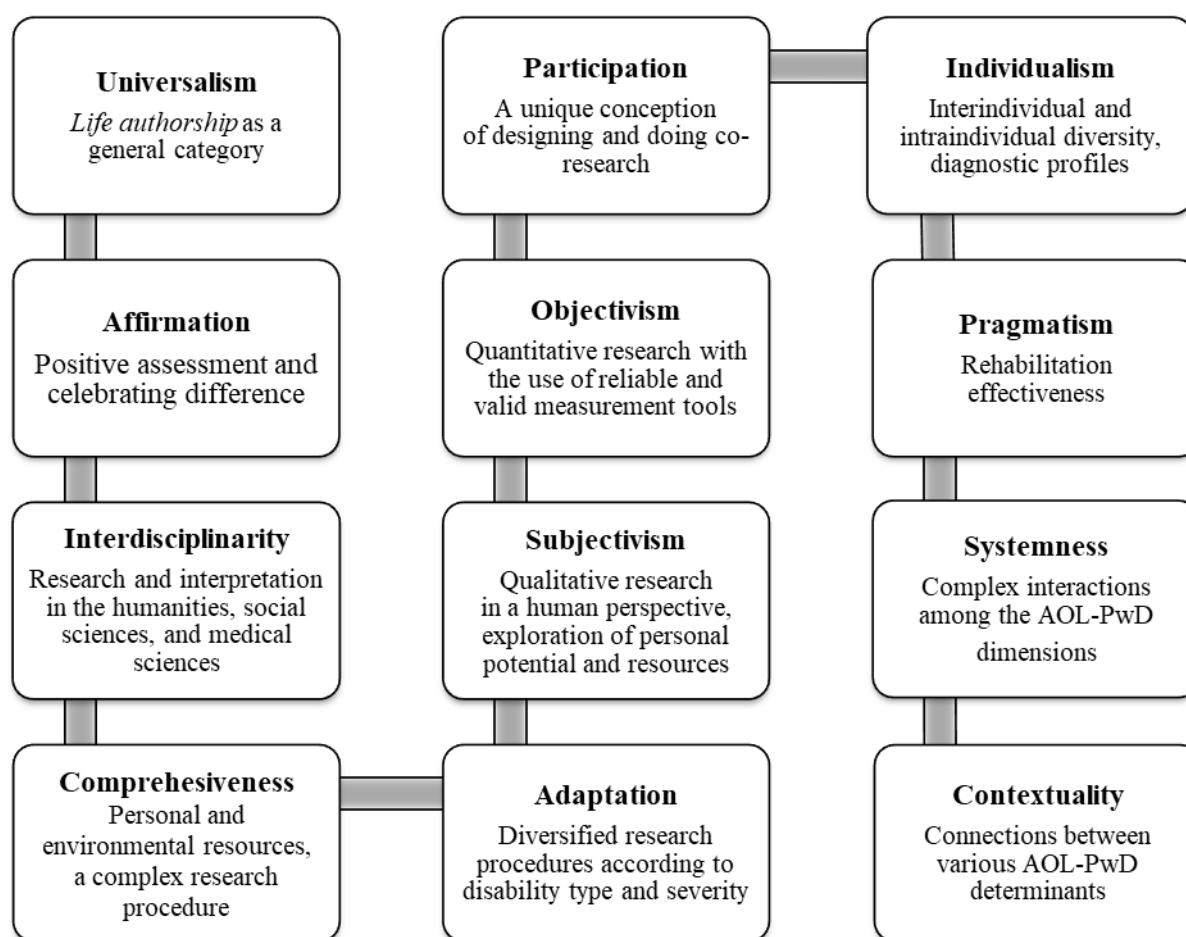 Universalism
Life authorship as a
general category
Affirmation
Positive assessment and
celebrating difference
Interdisciplinarity
Research and interpretation
in the humanities, social
sciences, and medical
sciences
Comprehesiveness
Personal and
environmental resources,
a complex research
procedure
Adaptation
Diversified research
procedures according to
disability type and severity
Subjectivism
Qualitative research
in a human perspective,
exploration of personal
potential and resources
Objectivism
Quantitative research with
the use of reliable and
valid measurement tools
Participation
A unique conception
of designing and doing co-
research
Individualism
Interindividual and
intraindividual diversity,
diagnostic profiles
Pragmatism
Rehabilitation
effectiveness
Systemness
Complex interactions
among the AOL-PwD
dimensions
Contextuality
Connections between
various AOL-PwD
determinants